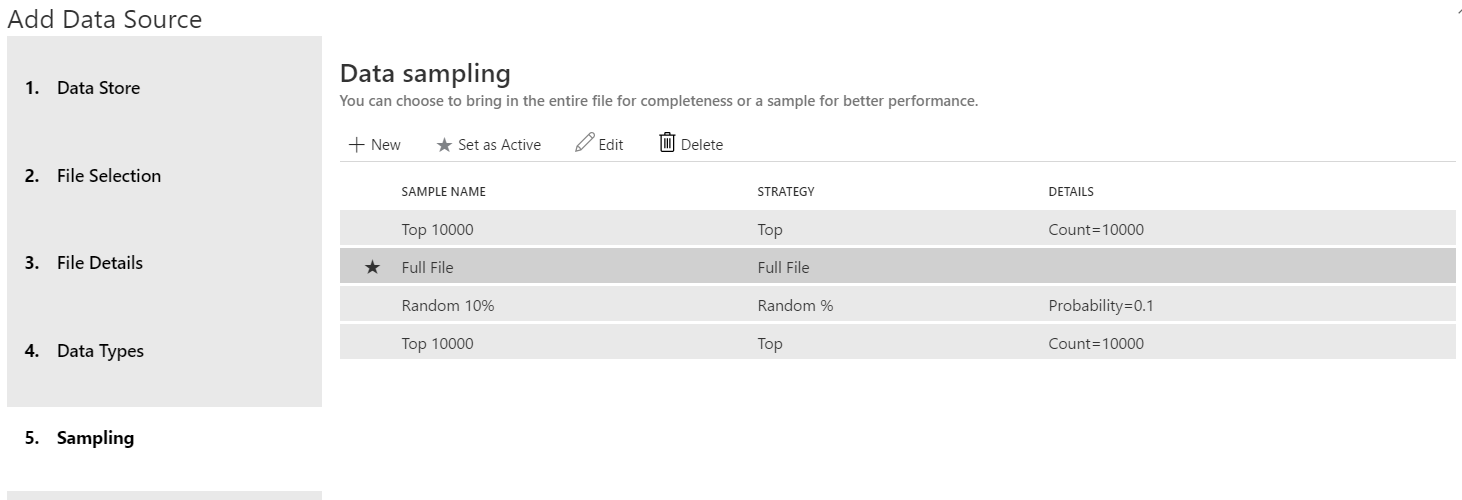 Add Data Source
1. Data Store
2. File Selection
3. File Details
4. Data Types
5. Sampling
Data sampling
You can choose to bring in the entire file for completeness or a sample for better performance.
New Set as Active Edit Delete
SAMPLE NAME STRATEGY DETAILS
Top 10000 Top Count=10000
Full File Full File
Random 10% Random % Probability=0.1
Top 10000 Top Count=10000